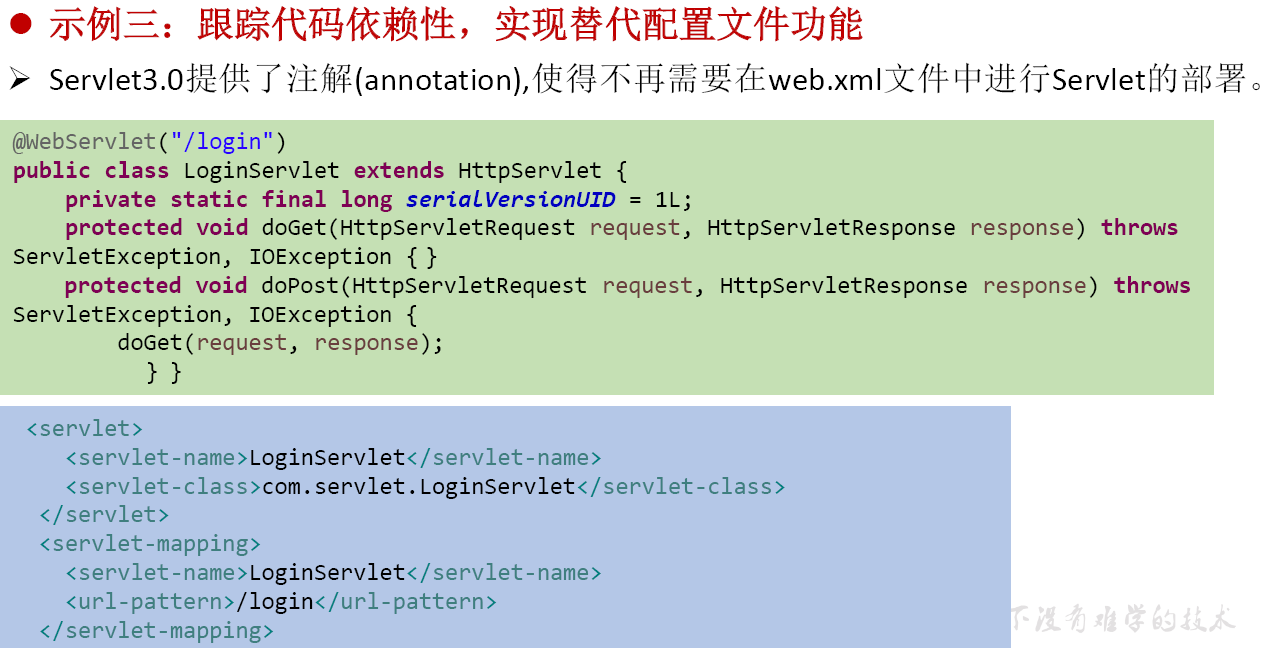 ● 示例三：跟踪代码依赖性，实现替代配置文件功能
➢ Servlet3.0提供了注解(annotation),使得不再需要在web.xml文件中进行Servlet的部署。
@WebServlet("/login")
public class LoginServlet extends HttpServlet {
    private static final long serialVersionUID = 1L;
    protected void doGet(HttpServletRequest request, HttpServletResponse response) throws
ServletException, IOException { }
    protected void doPost(HttpServletRequest request, HttpServletResponse response) throws
ServletException, IOException {
        doGet(request, response);
          } }
<servlet>
   <servlet-name>LoginServlet</servlet-name>
   <servlet-class>com.servlet.LoginServlet</servlet-class>
 </servlet>
 <servlet-mapping>
   <servlet-name>LoginServlet</servlet-name>
   <url-pattern>/login</url-pattern>
 </servlet-mapping>
下没有难学的技术